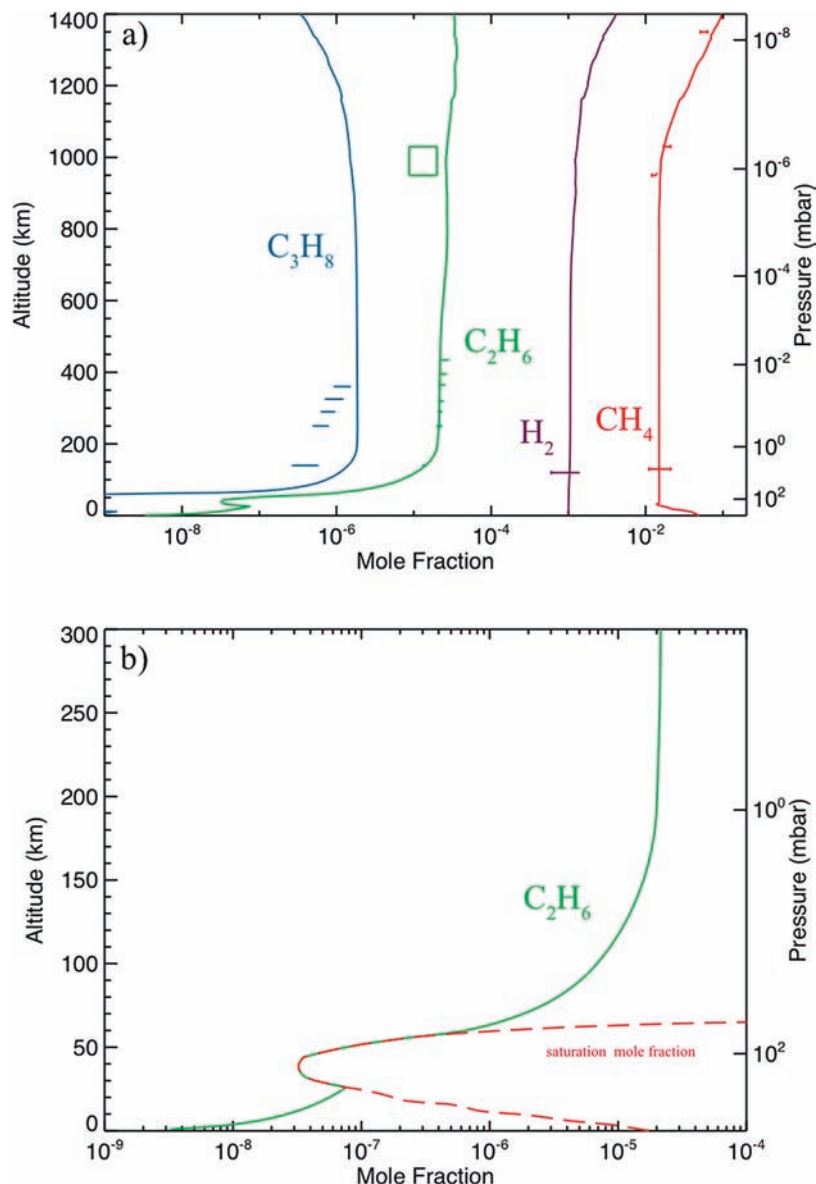 a)
1400
1200
1000
800
600
400
200
0
Altitude (km)
10⁻⁸
10⁻⁶
10⁻⁴
10⁻²
10⁰
10²
Pressure (mbar)
C₃H₈
C₂H₆
H₂
CH₄
10⁻⁸
10⁻⁶
10⁻⁴
10⁻²
Mole Fraction
b)
300
250
200
150
100
50
0
Altitude (km)
10⁰
10²
Pressure (mbar)
C₂H₆
saturation mole fraction
10⁻⁹
10⁻⁸
10⁻⁷
10⁻⁶
10⁻⁵
10⁻⁴
Mole Fraction